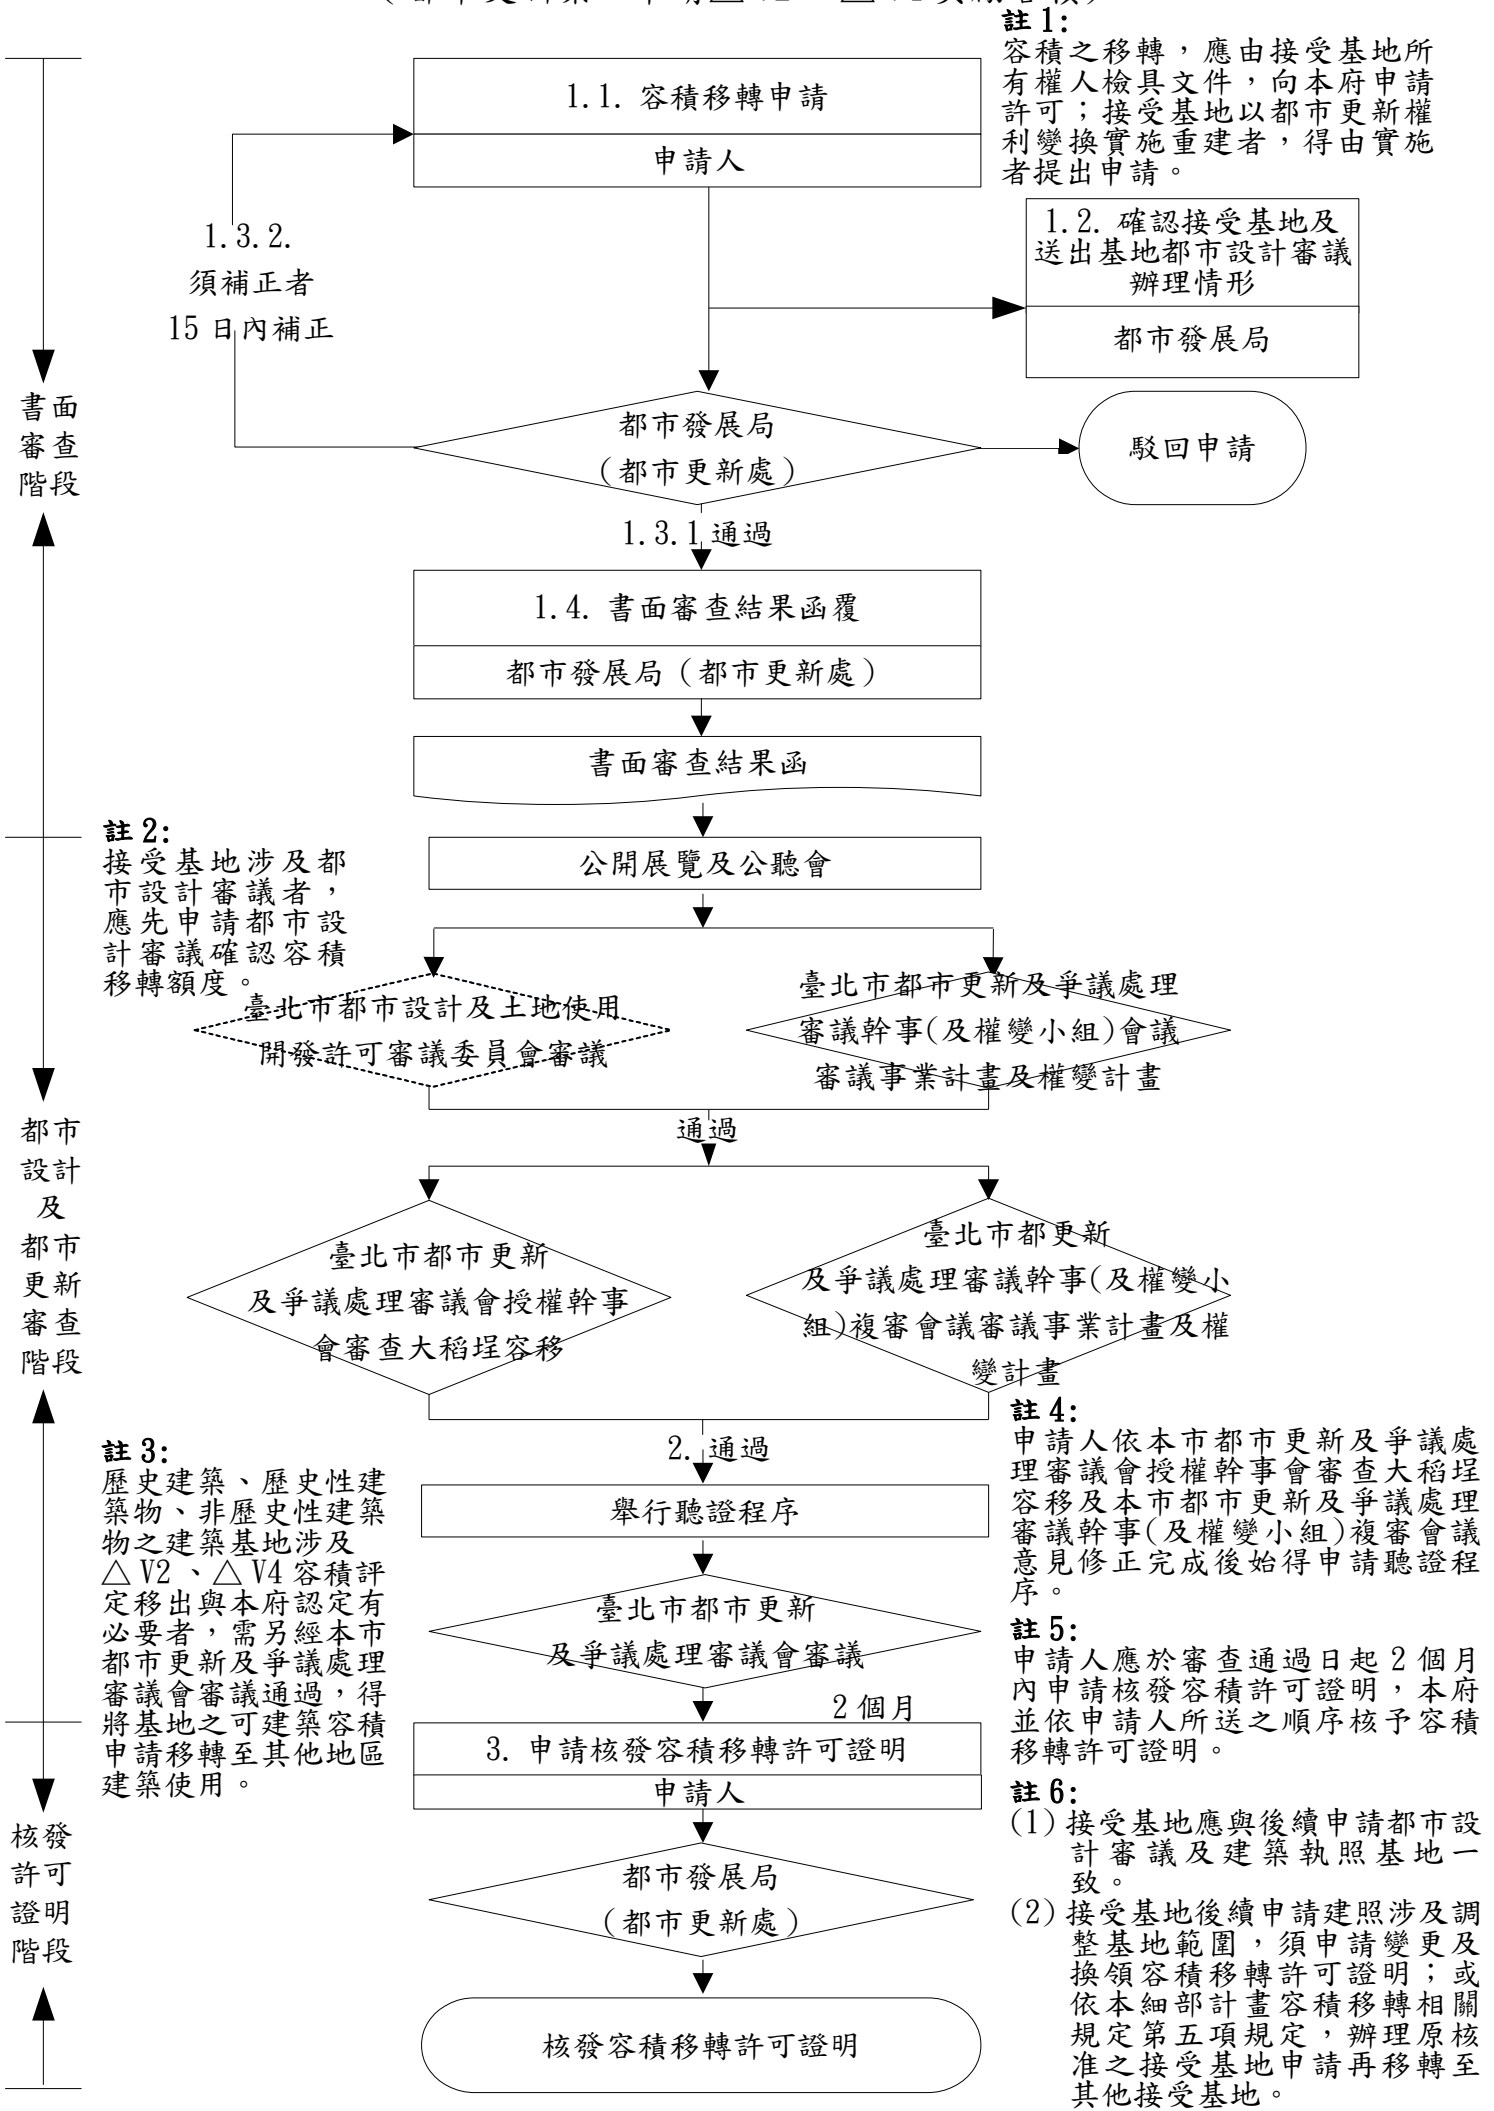 註1:
容積之移轉，應由接受基地所
有權人檢具文件，向本府申請
許可；接受基地以都市更新權
利變換實施重建者，得由實施
者提出申請。
1.1. 容積移轉申請
申請人
1.2. 確認接受基地及
送出基地都市設計審議
辦理情形
都市發展局
1.3.2.
須補正者
15日內補正
書面
審查
階段
都市發展局
(都市更新處)
駁回申請
1.3.1通過
1.4. 書面審查結果函覆
都市發展局(都市更新處)
書面審查結果函
公開展覽及公聽會
註2:
接受基地涉及都
市設計審議者，
應先申請都市設
計審議確認容積
移轉額度。
臺北市都市設計及土地使用
開發許可審議委員會審議
臺北市都市更新及爭議處理
審議幹事(及權變小組)會議
審議事業計畫及權變計畫
通過
都市
設計
及
都市
更新
審查
階段
臺北市都市更新
及爭議處理審議會授權幹事
會審查大稻埕容移
臺北市都更新
及爭議處理審議幹事(及權變小
組)複審會議審議事業計畫及權
變計畫
2. 通過
舉行聽證程序
臺北市都市更新
及爭議處理審議會審議
註3:
歷史建築、歷史性建
築物、非歷史性建築
物之建築基地涉及
△V2、△V4容積評
定移出與本府認定有
必要者，需另經本市
都市更新及爭議處理
審議會審議通過，得
將基地之可建築容積
申請移轉至其他地區
建築使用。
註4:
申請人依本市都市更新及爭議處
理審議會授權幹事會審查大稻埕
容移及本市都市更新及爭議處理
審議幹事(及權變小組)複審會議
意見修正完成後始得申請聽證程
序。
註5:
申請人應於審查通過日起2個月
內申請核發容積許可證明，本府
並依申請人所送之順序核予容積
移轉許可證明。
2個月
3. 申請核發容積移轉許可證明
申請人
核發
許可
證明
階段
都市發展局
(都市更新處)
核發容積移轉許可證明
註6:
(1)接受基地應與後續申請都市設
計審議及建築執照基地一
致。
(2)接受基地後續申請建照涉及調
整基地範圍，須申請變更及
換領容積移轉許可證明；或
依本細部計畫容積移轉相關
規定第五項規定，辦理原核
准之接受基地申請再移轉至
其他接受基地。